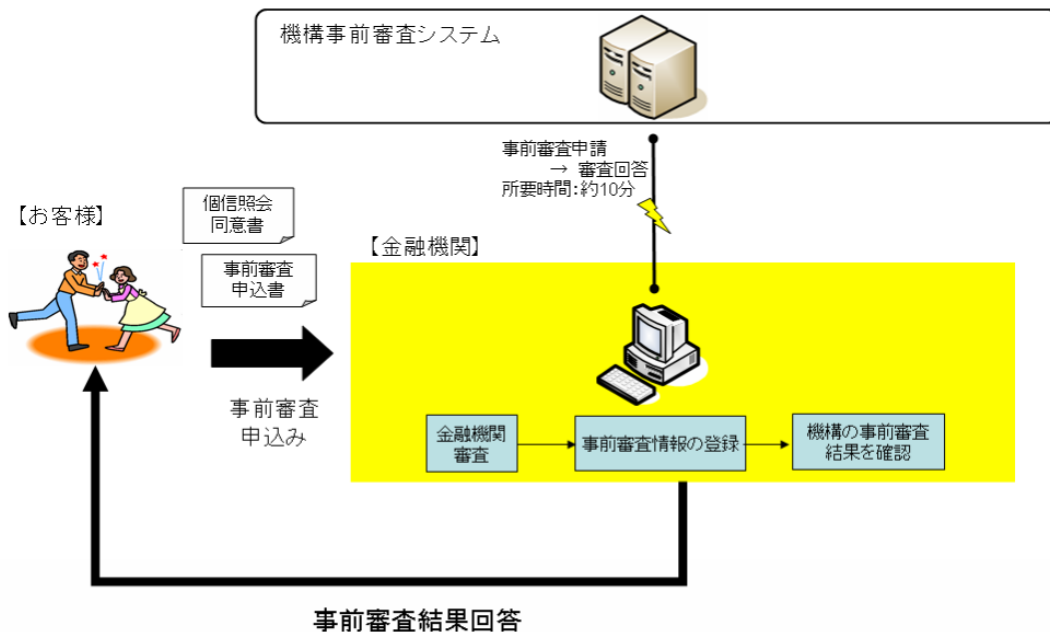 機構事前審査システム
事前審査申請
→ 審査回答
所要時間:約10分
個信照会
同意書
【お客様】
事前審査
申込書
【金融機関】
事前審査
申込み
金融機関
審査
事前審査情報の登録
機構の事前審査
結果を確認
事前審査結果回答